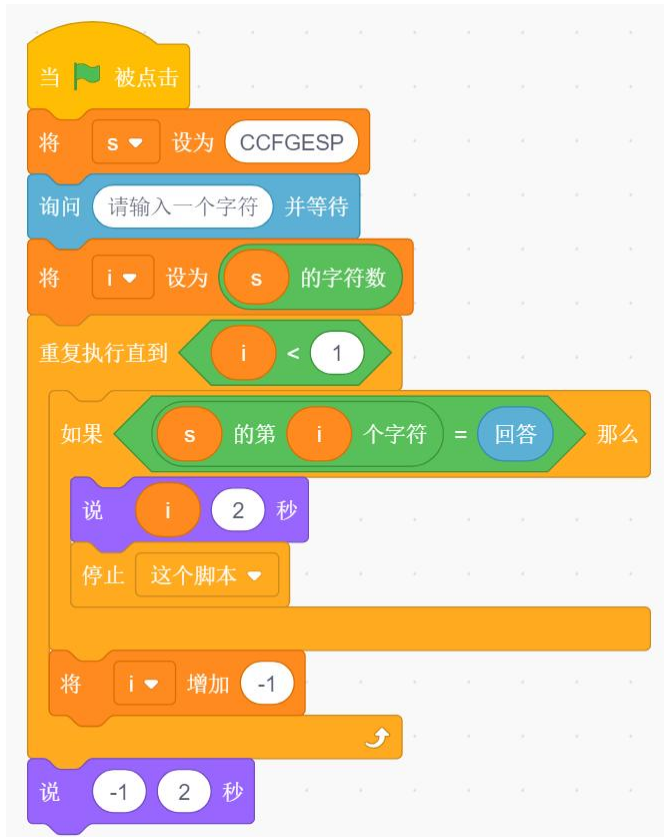 当 被点击
将 s 设为 CCFGESP
询问 请输入一个字符 并等待
将 i 设为 s 的字符数
重复执行直到 i < 1
如果 s 的第 i 个字符 = 回答 那么
说 i 2 秒
停止 这个脚本
将 i 增加 -1
说 -1 2 秒